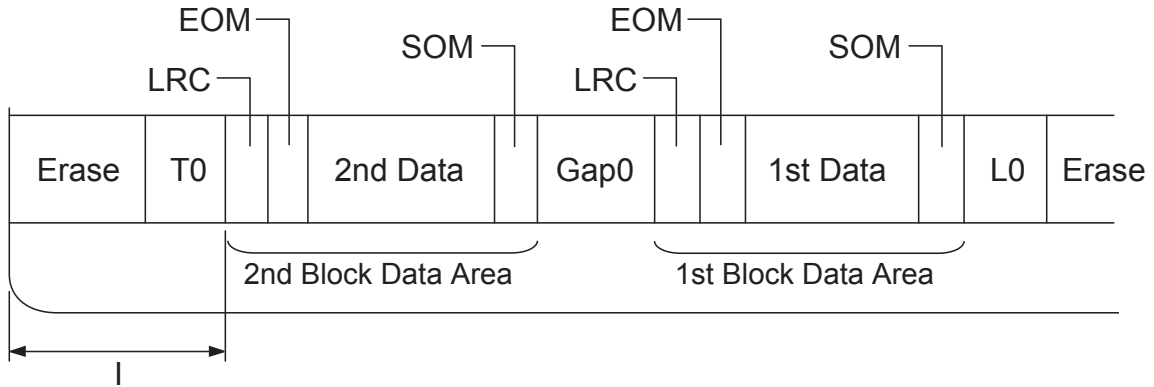 EOM
EOM
SOM
SOM
LRC
LRC
Erase
T0
2nd Data
Gap0
1st Data
L0
Erase
2nd Block Data Area
1st Block Data Area
I